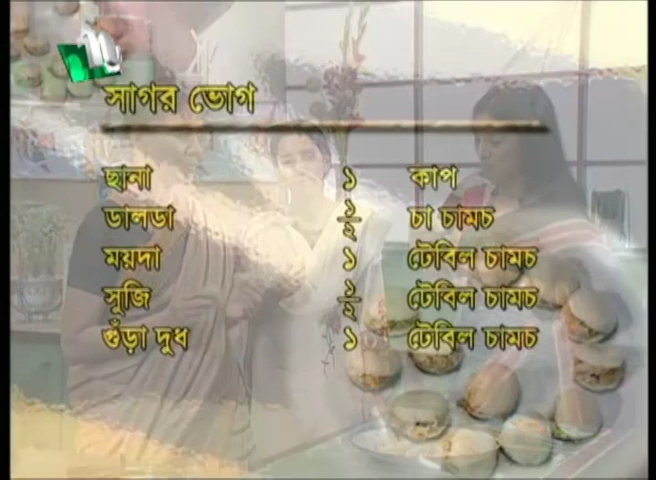 সাগর ভোগ
ছানা ১ কাপ
ডালডা ১/২ চা চামচ
ময়দা ১ টেবিল চামচ
সুজি ১/২ টেবিল চামচ
গুঁড়া দুধ ১ টেবিল চামচ